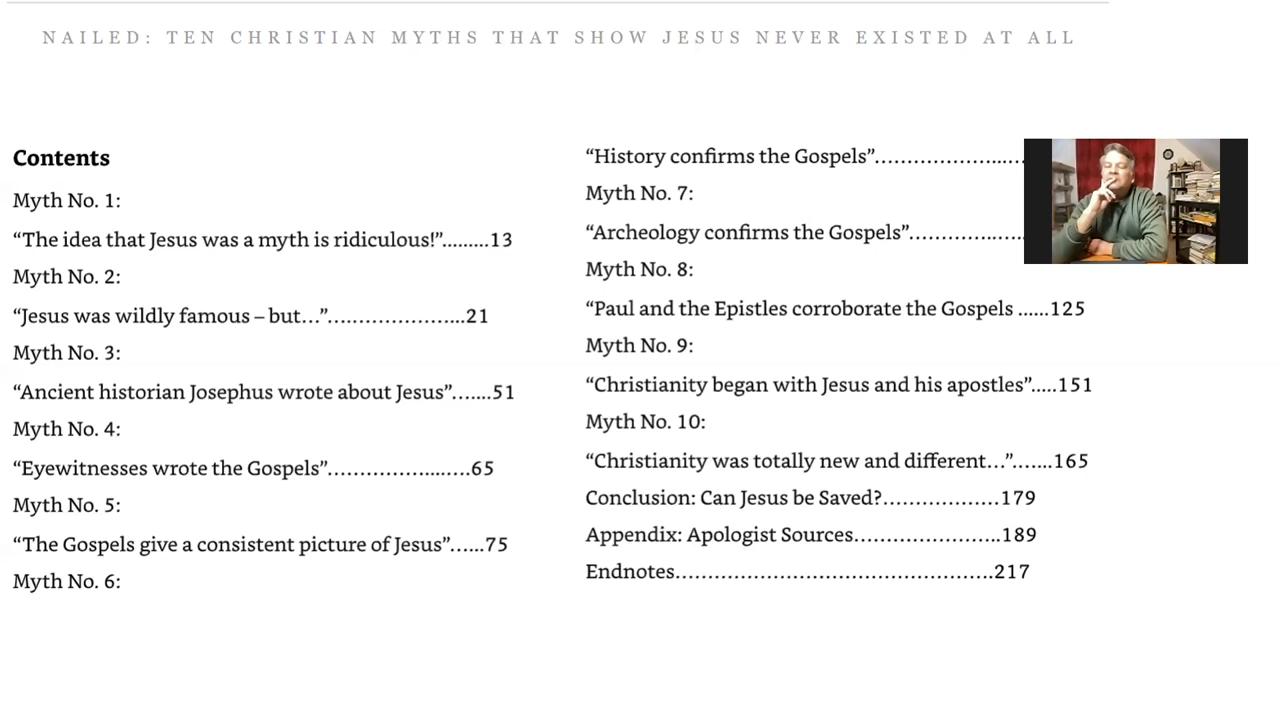 NAILED: TEN CHRISTIAN MYTHS THAT SHOW JESUS NEVER EXISTED AT ALL
Contents
Myth No. 1:
“The idea that Jesus was a myth is ridiculous!”.........13
Myth No. 2:
“Jesus was wildly famous – but…”…………………...21
Myth No. 3:
“Ancient historian Josephus wrote about Jesus”…....51
Myth No. 4:
“Eyewitnesses wrote the Gospels”……………....….65
Myth No. 5:
“The Gospels give a consistent picture of Jesus”…...75
Myth No. 6:
“History confirms the Gospels”…………………...….
Myth No. 7:
“Archeology confirms the Gospels”…………...….
Myth No. 8:
“Paul and the Epistles corroborate the Gospels ......125
Myth No. 9:
“Christianity began with Jesus and his apostles”.....151
Myth No. 10:
“Christianity was totally new and different…”…....165
Conclusion: Can Jesus be Saved?…………………179
Appendix: Apologist Sources……………………..189
Endnotes…………………………………………………….217